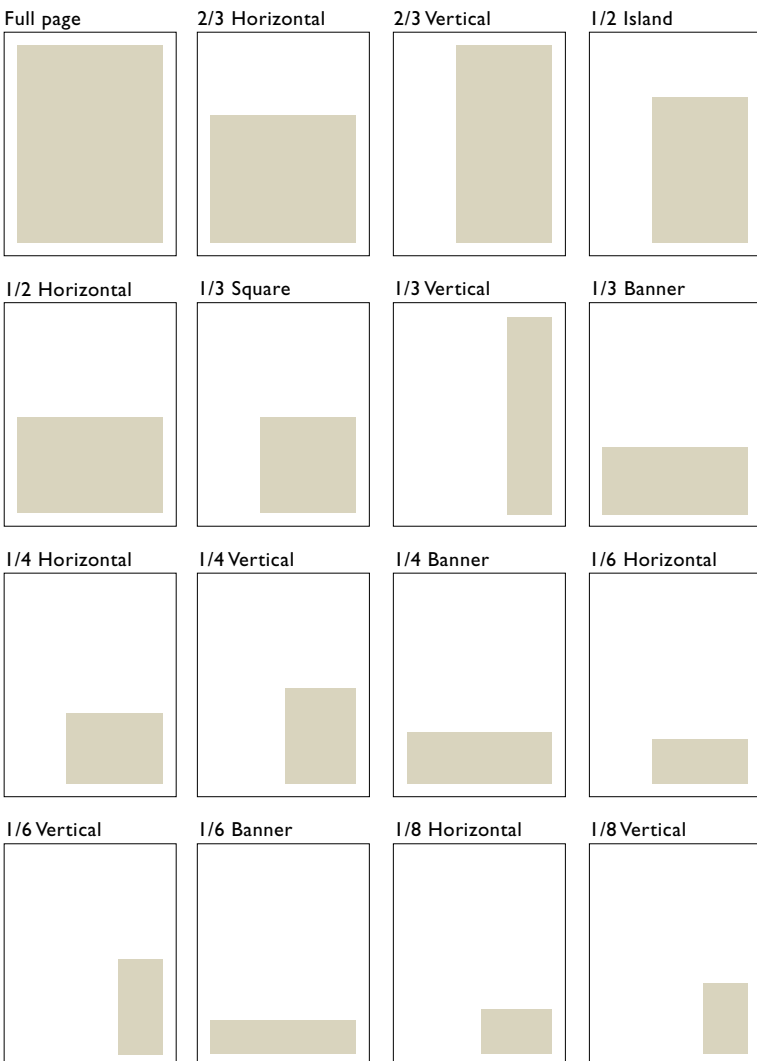 Full page
2/3 Horizontal
2/3 Vertical
1/2 Island
1/2 Horizontal
1/3 Square
1/3 Vertical
1/3 Banner
1/4 Horizontal
1/4 Vertical
1/4 Banner
1/6 Horizontal
1/6 Vertical
1/6 Banner
1/8 Horizontal
1/8 Vertical